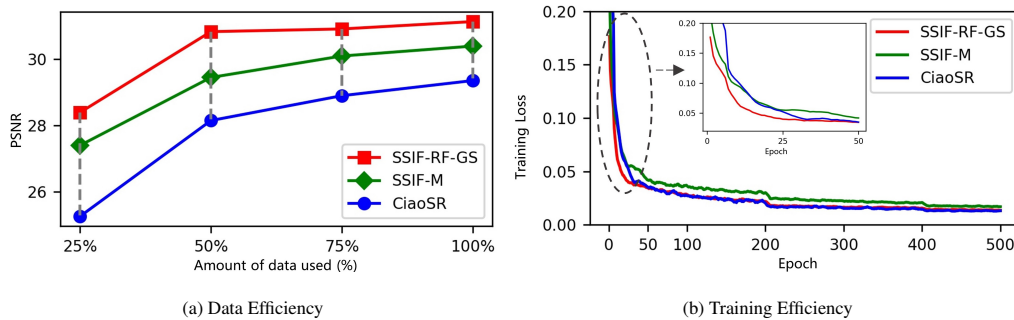 30
28
26
PSNR
SSIF-RF-GS
SSIF-M
CiaoSR
25%
50%
75%
100%
Amount of data used (%)
(a) Data Efficiency
0.20
0.15
0.10
0.05
0.00
Training Loss
0.20
0.15
0.10
0.05
0
25
50
Epoch
SSIF-RF-GS
SSIF-M
CiaoSR
0
50
100
200
300
400
500
Epoch
(b) Training Efficiency